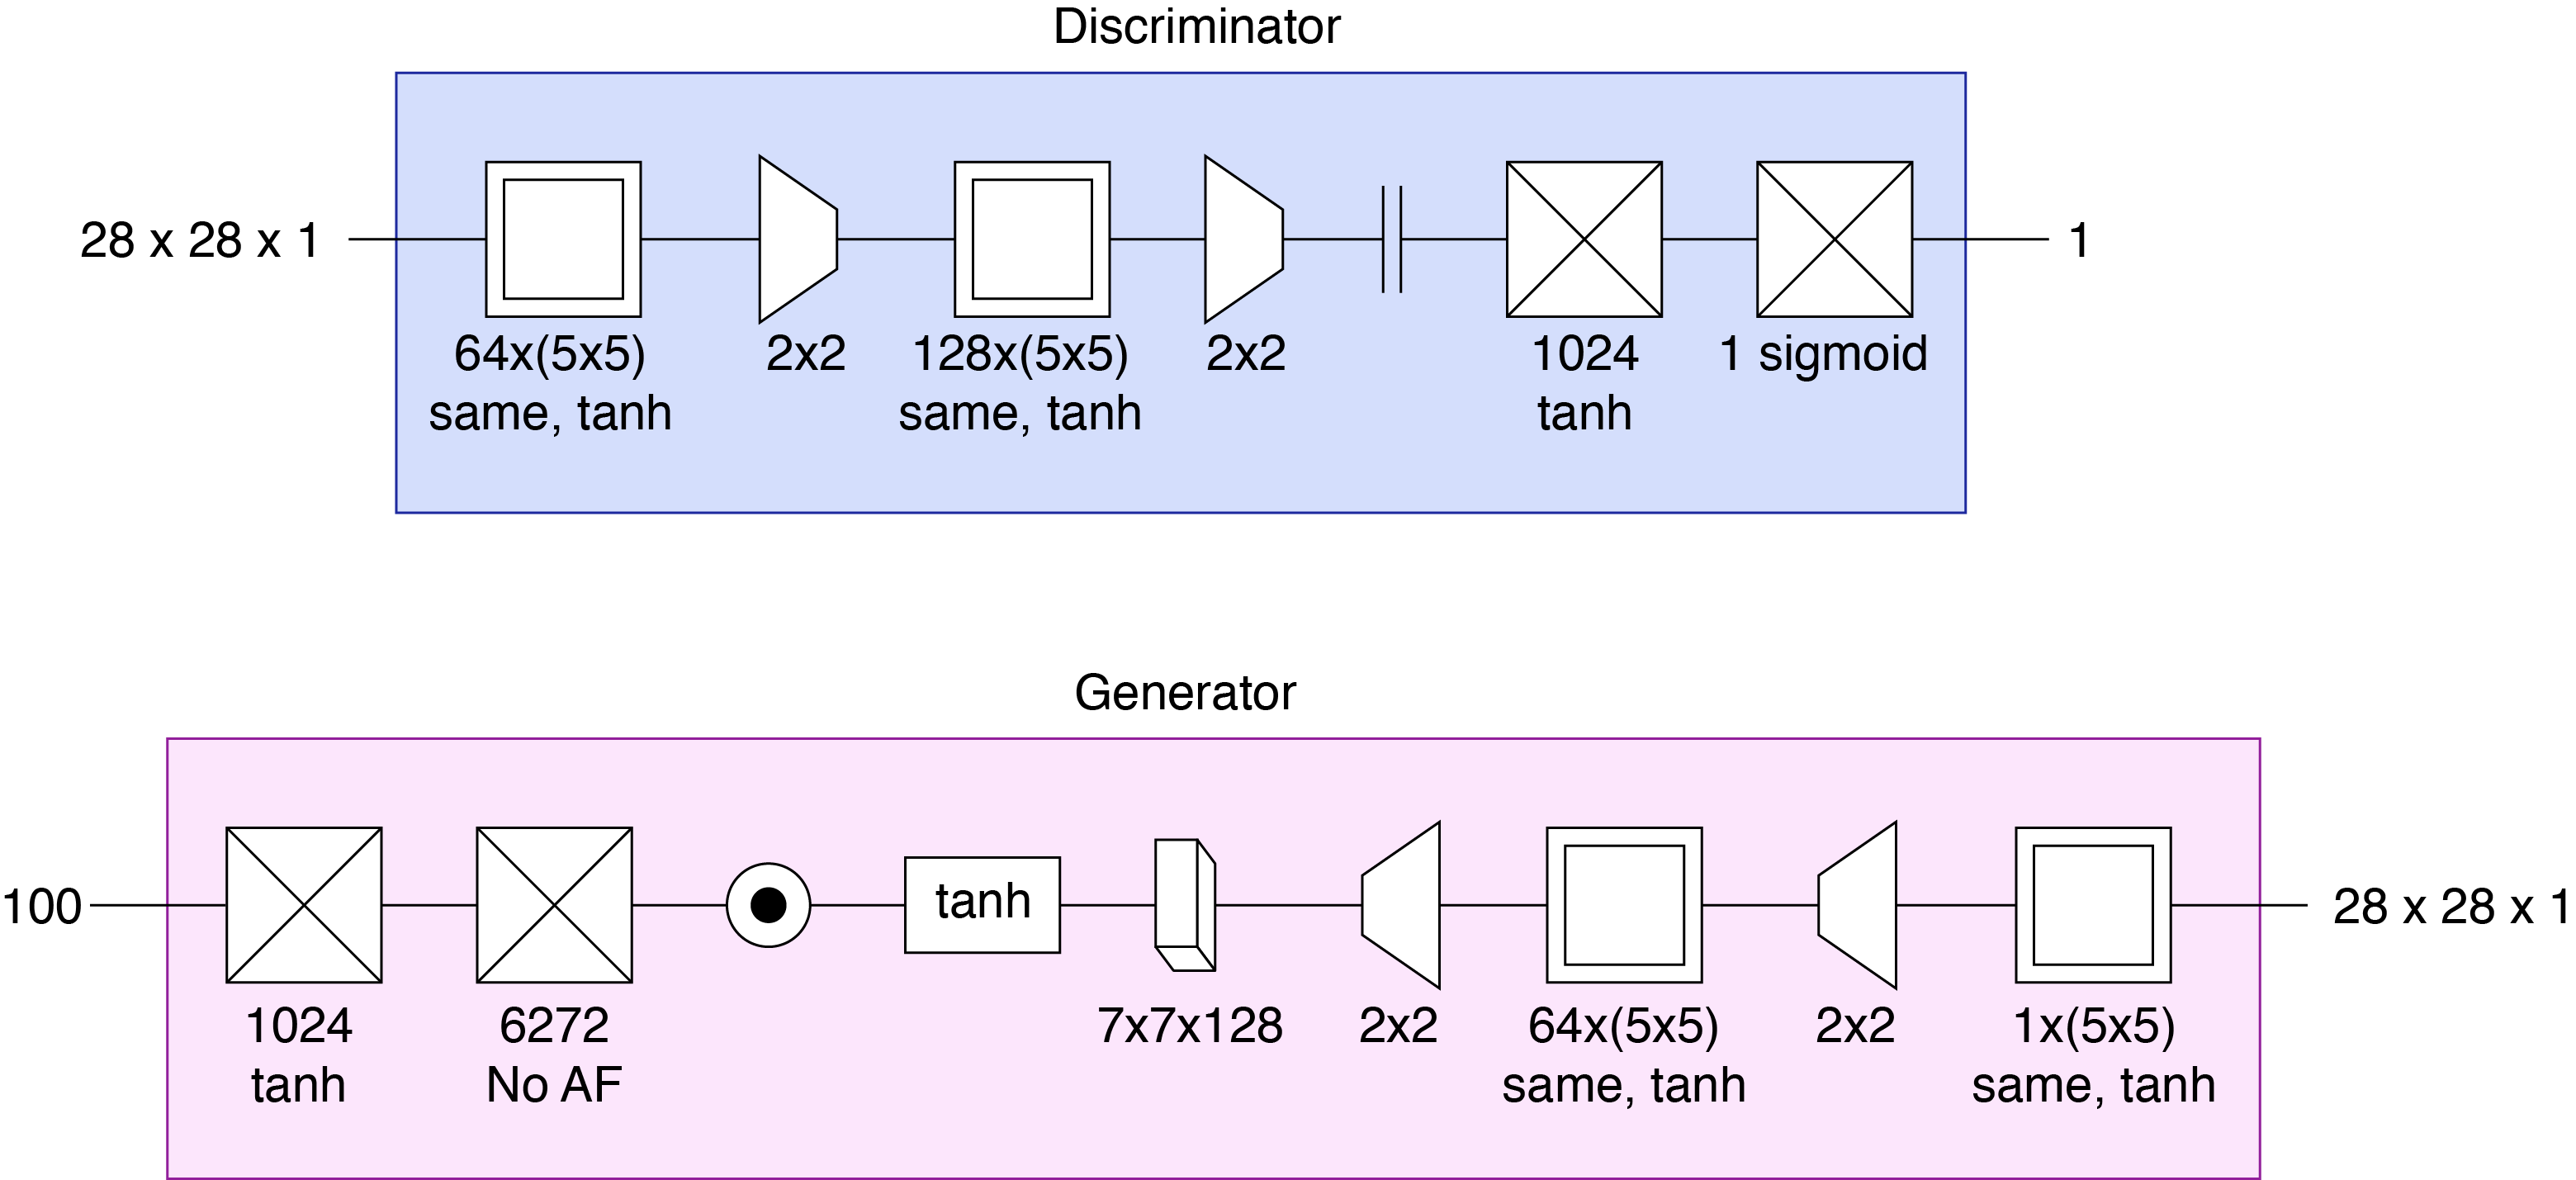 Discriminator
28 x 28 x 1
1
64x(5x5)
same, tanh
2x2
128x(5x5)
same, tanh
2x2
1024
tanh
1 sigmoid
Generator
100
tanh
28 x 28 x 1
1024
tanh
6272
No AF
7x7x128
2x2
64x(5x5)
same, tanh
2x2
1x(5x5)
same, tanh